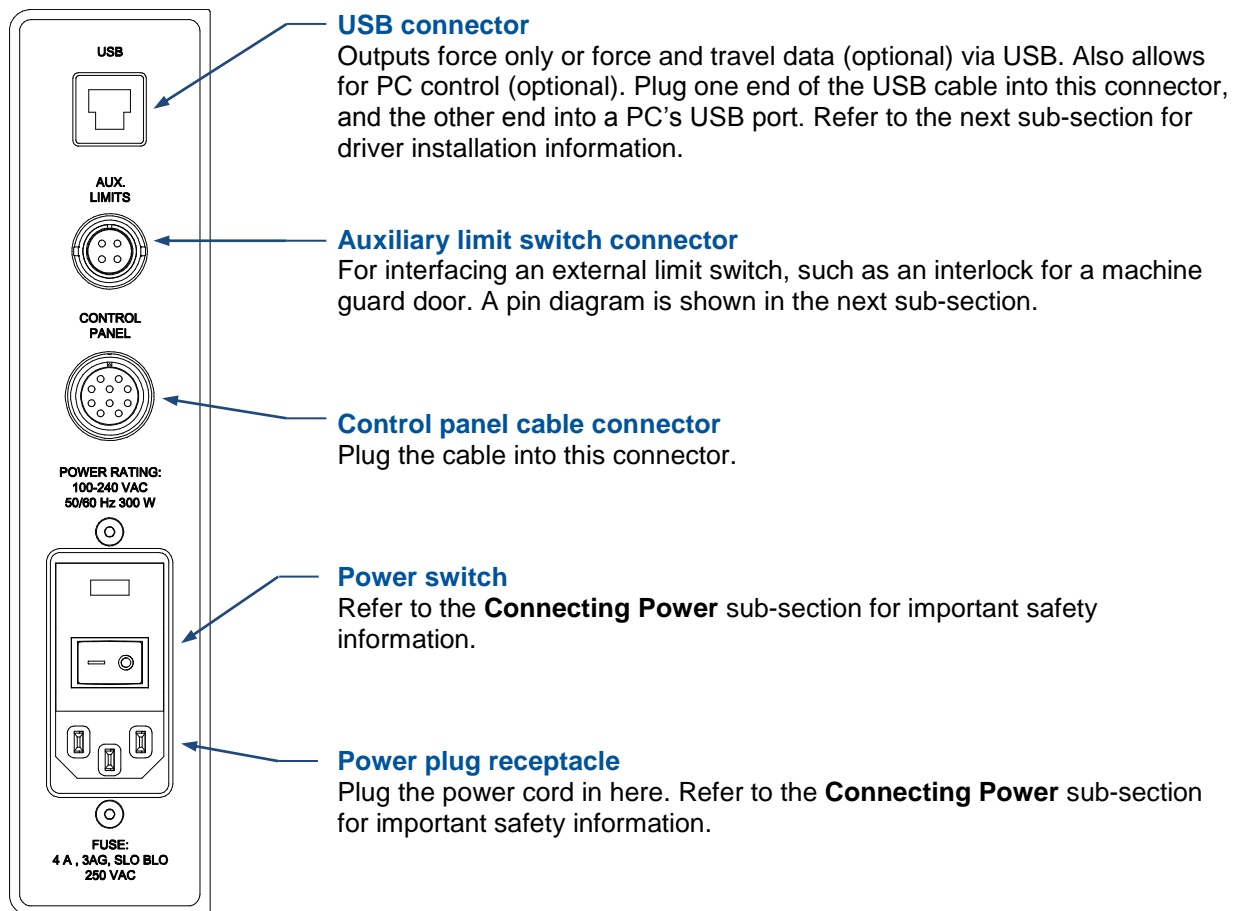 USB
AUX.
LIMITS
CONTROL
PANEL
POWER RATING:
100-240 VAC
50/60 Hz 300 W
FUSE:
4 A , 3AG, SLO BLO
250 VAC
USB connector
Outputs force only or force and travel data (optional) via USB. Also allows
for PC control (optional). Plug one end of the USB cable into this connector,
and the other end into a PC’s USB port. Refer to the next sub-section for
driver installation information.
Auxiliary limit switch connector
For interfacing an external limit switch, such as an interlock for a machine
guard door. A pin diagram is shown in the next sub-section.
Control panel cable connector
Plug the cable into this connector.
Power switch
Refer to the Connecting Power sub-section for important safety
information.
Power plug receptacle
Plug the power cord in here. Refer to the Connecting Power sub-section
for important safety information.